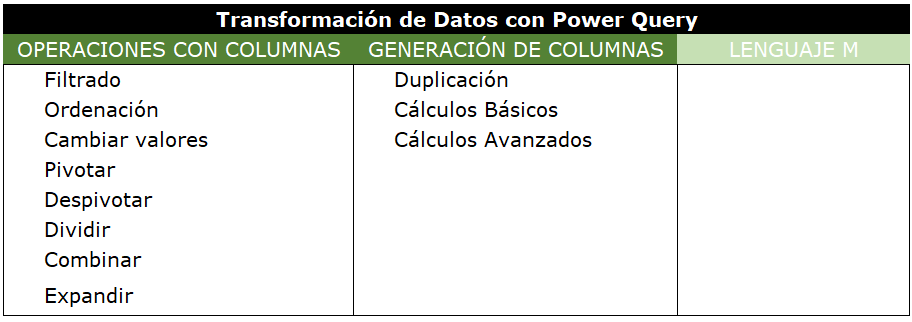 Transformación de Datos con Power Query
OPERACIONES CON COLUMNAS
GENERACIÓN DE COLUMNAS
LENGUAJE M
Filtrado
Ordenación
Cambiar valores
Pivotar
Despivotar
Dividir
Combinar
Expandir
Duplicación
Cálculos Básicos
Cálculos Avanzados